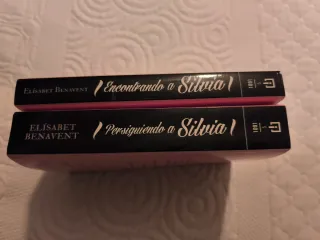 Elísabet Benavent
Encontrando a Silvia
Elísabet
Benavent
Persiguiendo a Silvia